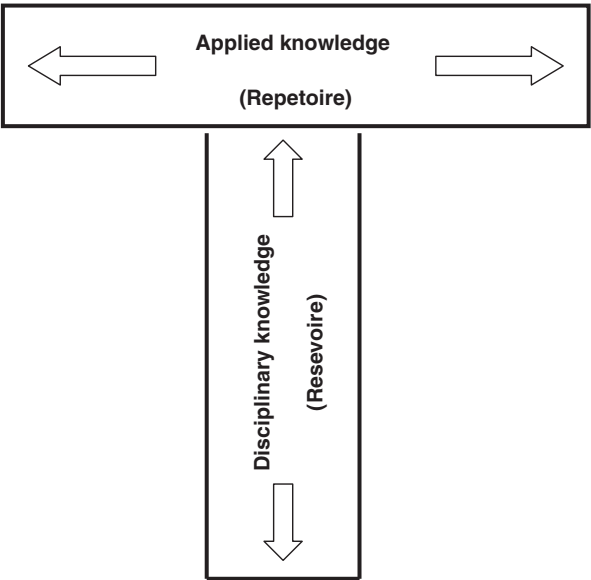 Applied knowledge
(Repetoire)
Disciplinary knowledge
(Resevoire)